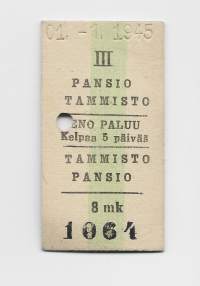 01. -1. 1945
III
PANSIO
TAMMISTO
MENO PALUU
Kelpaa 5 päivää
TAMMISTO
PANSIO
8 mk
1064